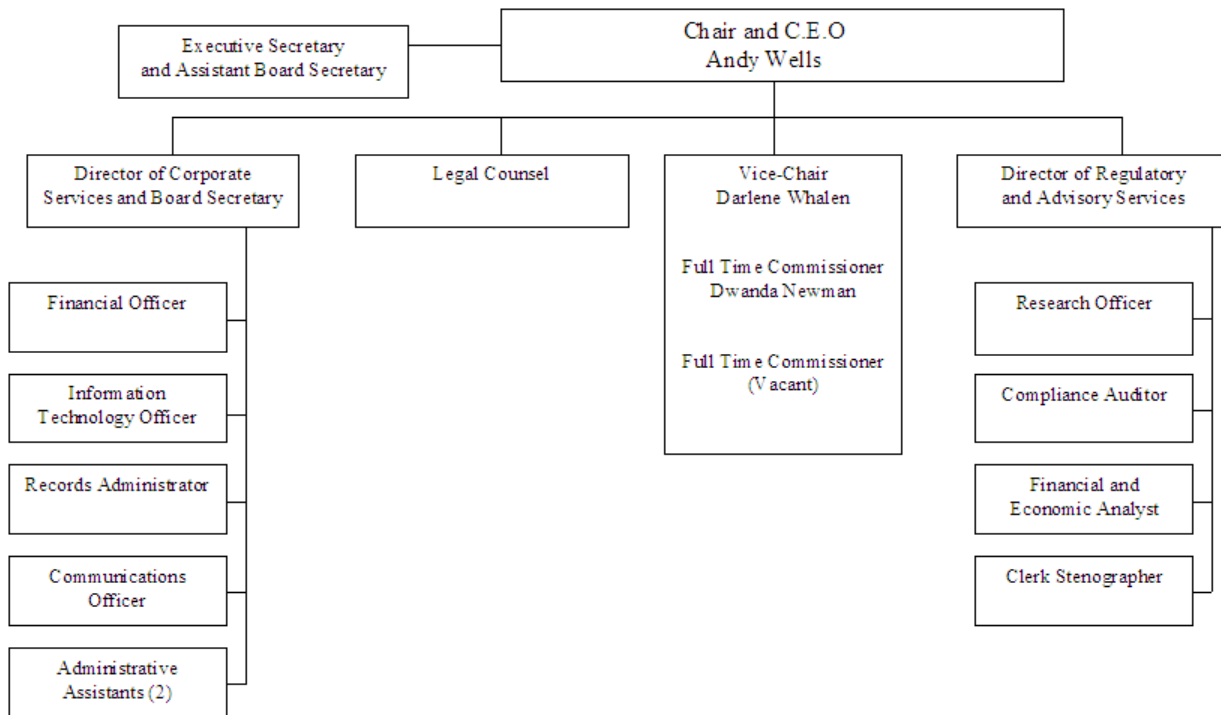 Chair and C.E.O
Andy Wells
Executive Secretary
and Assistant Board Secretary
Director of Corporate
Services and Board Secretary
Legal Counsel
Vice-Chair
Darlene Whalen
Full Time Commissioner
Dwanda Newman
Full Time Commissioner
(Vacant)
Director of Regulatory
and Advisory Services
Financial Officer
Information
Technology Officer
Records Administrator
Communications
Officer
Administrative
Assistants (2)
Research Officer
Compliance Auditor
Financial and
Economic Analyst
Clerk Stenographer